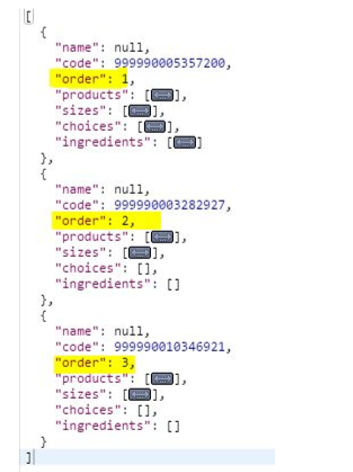 [
{
"name": null,
"code": 999990005357200,
"order": 1,
"products": [↔],
"sizes": [↔],
"choices": [↔],
"ingredients": [↔]
},
{
"name": null,
"code": 999990003282927,
"order": 2,
"products": [↔],
"sizes": [↔],
"choices": [],
"ingredients": []
},
{
"name": null,
"code": 999990010346921,
"order": 3,
"products": [↔],
"sizes": [↔],
"choices": [],
"ingredients": []
}
]